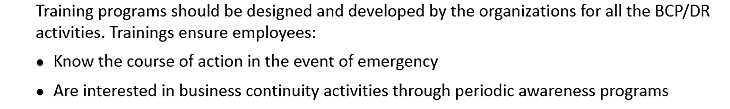 Training programs should be designed and developed by the organizations for all the BCP/DR
activities. Trainings ensure employees:
• Know the course of action in the event of emergency
• Are interested in business continuity activities through periodic awareness programs